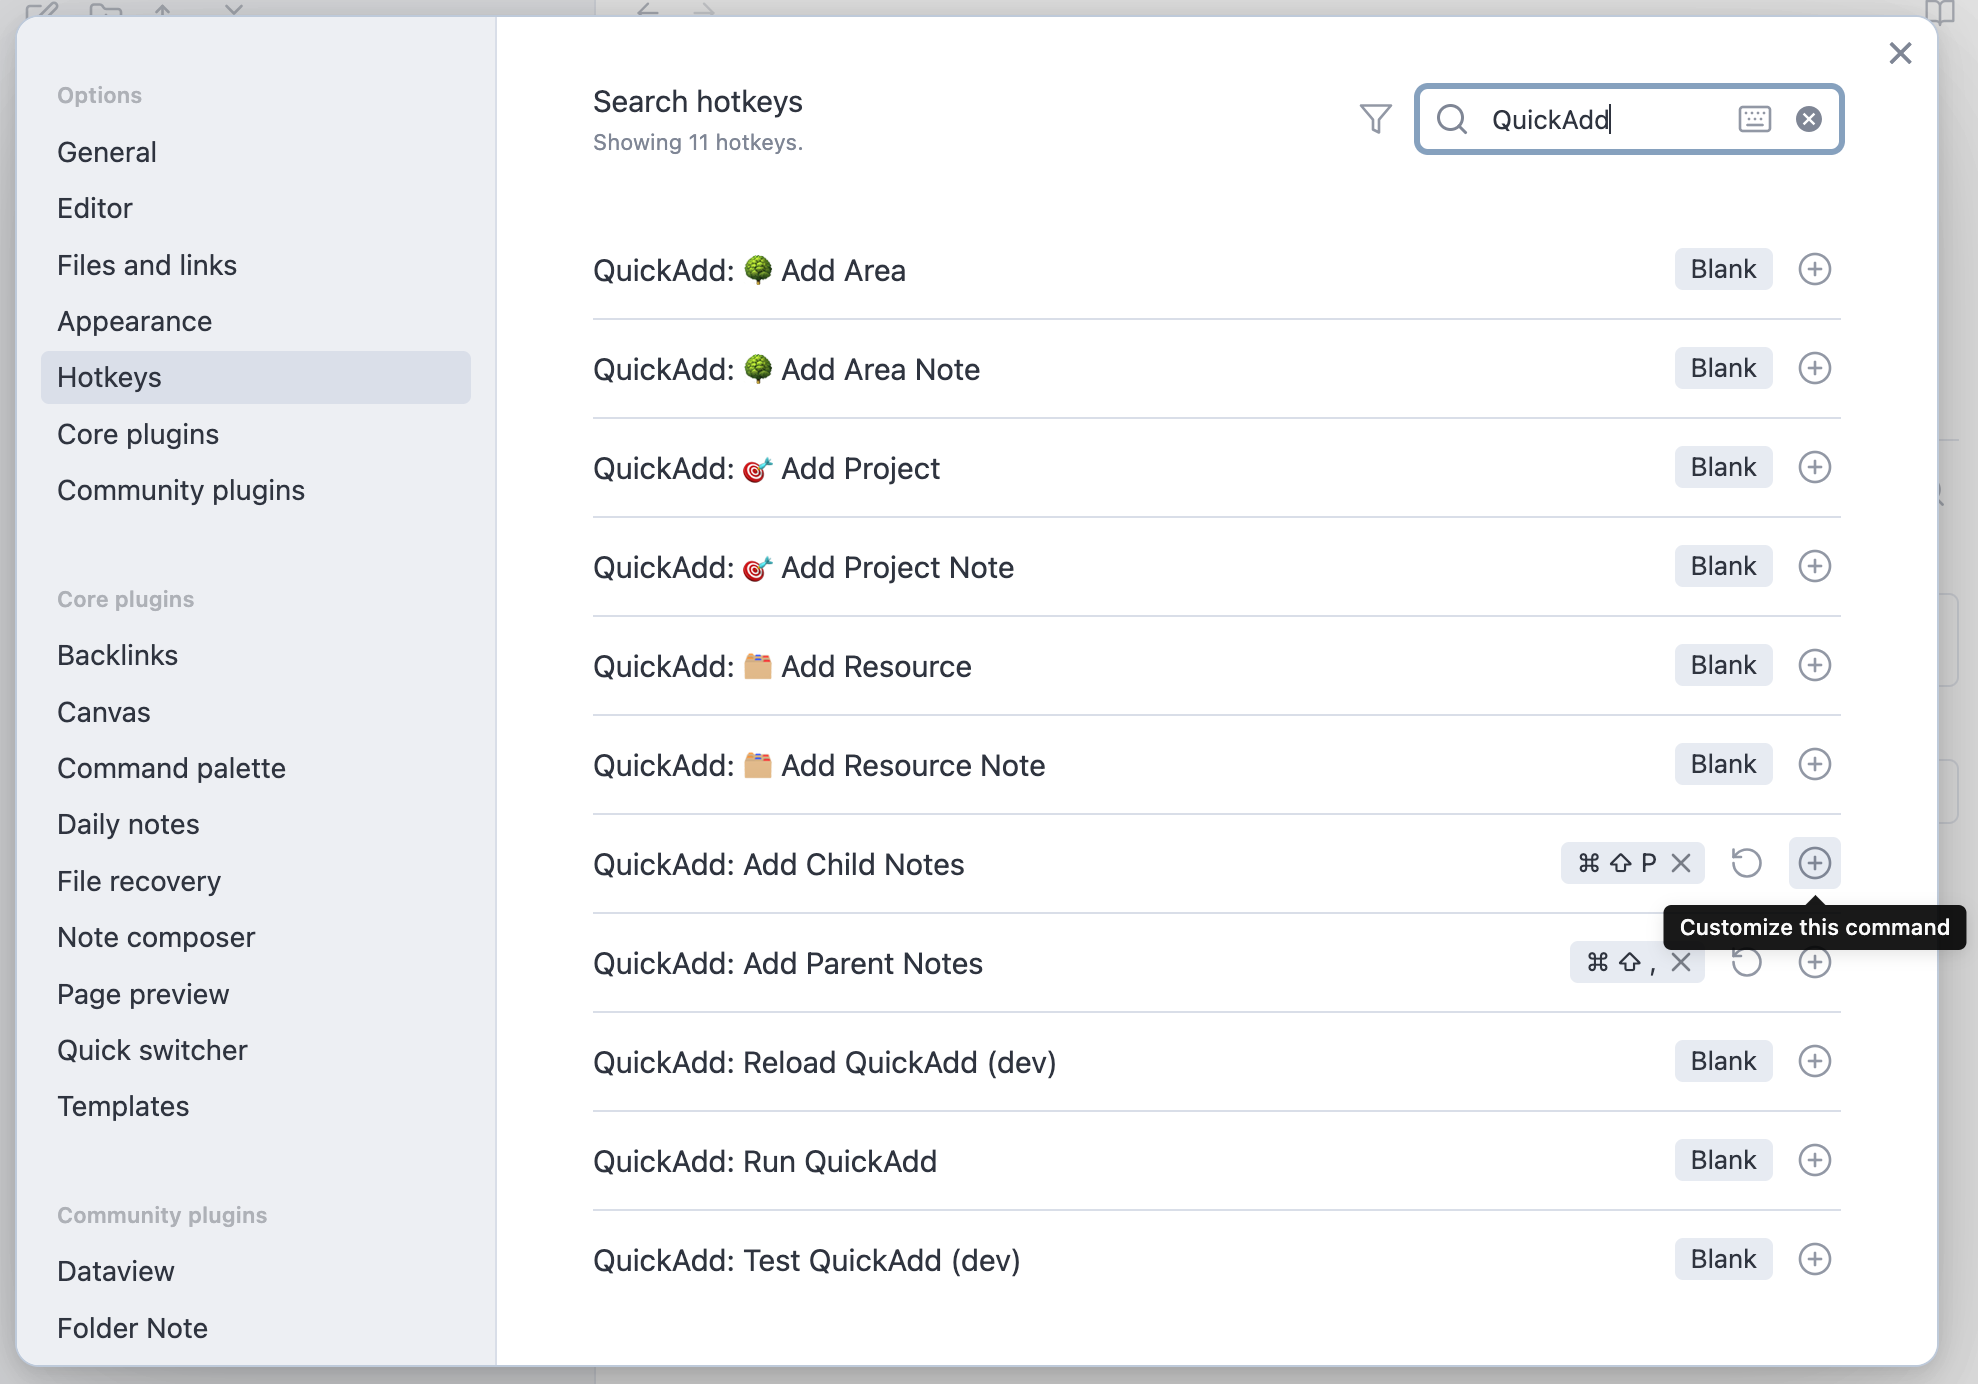 Options
General
Editor
Files and links
Appearance
Hotkeys
Core plugins
Community plugins
Core plugins
Backlinks
Canvas
Command palette
Daily notes
File recovery
Note composer
Page preview
Quick switcher
Templates
Community plugins
Dataview
Folder Note
Search hotkeys
Showing 11 hotkeys.
QuickAdd
QuickAdd: 🌳 Add Area Blank
QuickAdd: 🌳 Add Area Note Blank
QuickAdd: 🎯 Add Project Blank
QuickAdd: 🎯 Add Project Note Blank
QuickAdd: 🗂️ Add Resource Blank
QuickAdd: 🗂️ Add Resource Note Blank
QuickAdd: Add Child Notes ⌘ ⇧ P
Customize this command
QuickAdd: Add Parent Notes ⌘ ⇧ ,
QuickAdd: Reload QuickAdd (dev) Blank
QuickAdd: Run QuickAdd Blank
QuickAdd: Test QuickAdd (dev) Blank